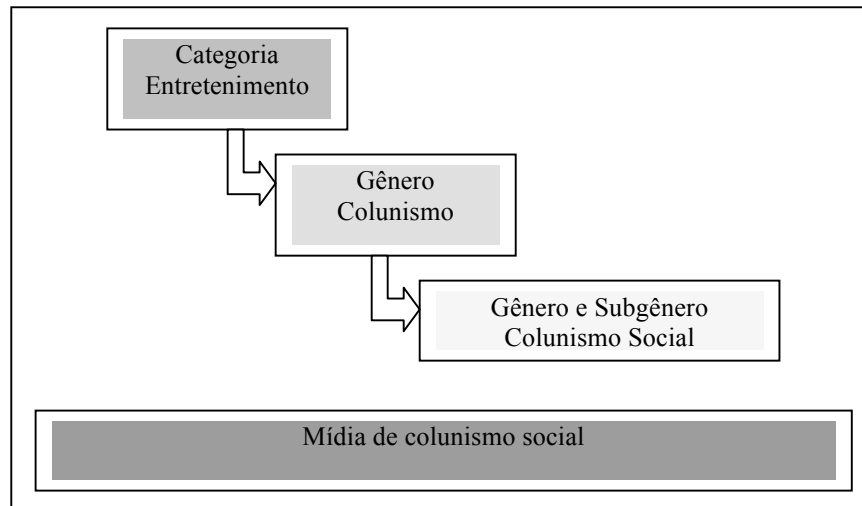 Categoria
Entretenimento
Gênero
Colunismo
Gênero e Subgênero
Colunismo Social
Mídia de colunismo social